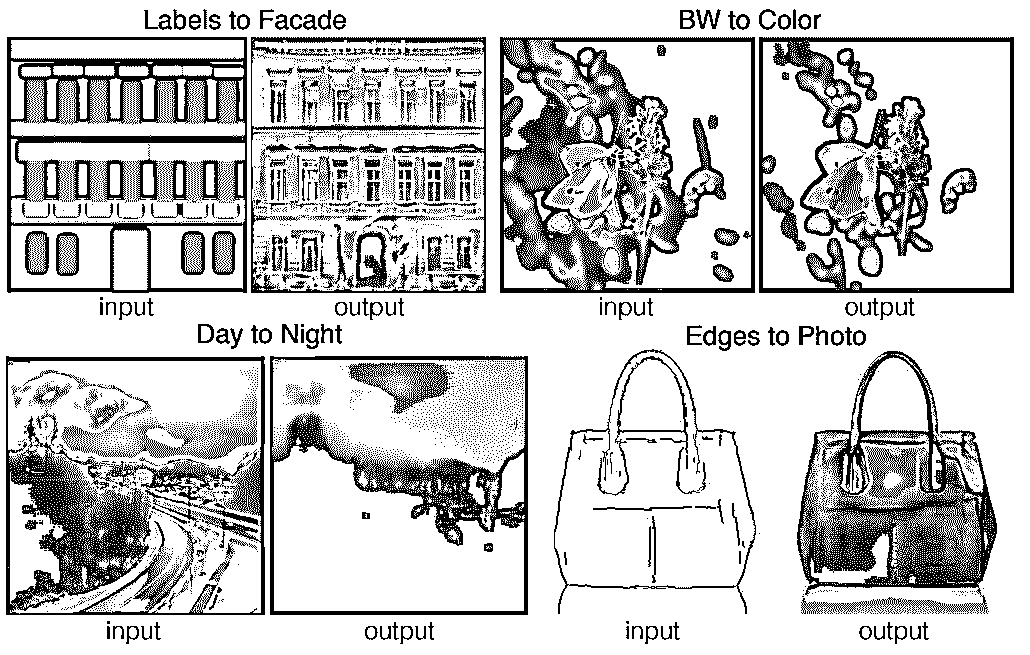 Labels to Facade
BW to Color
input
output
input
output
Day to Night
Edges to Photo
input
output
input
output